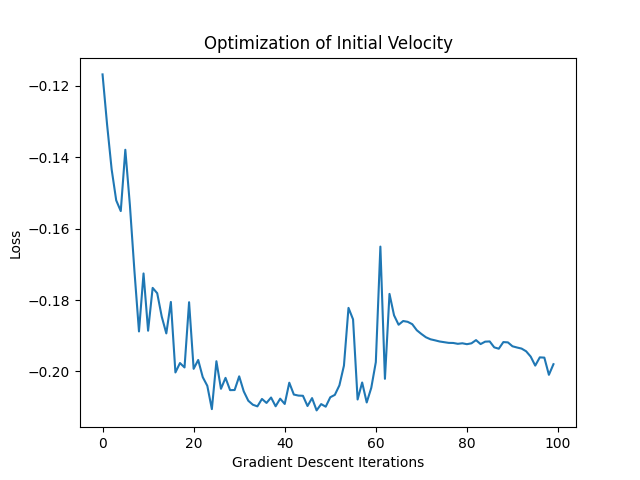 Optimization of Initial Velocity
−0.12
−0.14
−0.16
−0.18
−0.20
Loss
0 20 40 60 80 100
Gradient Descent Iterations